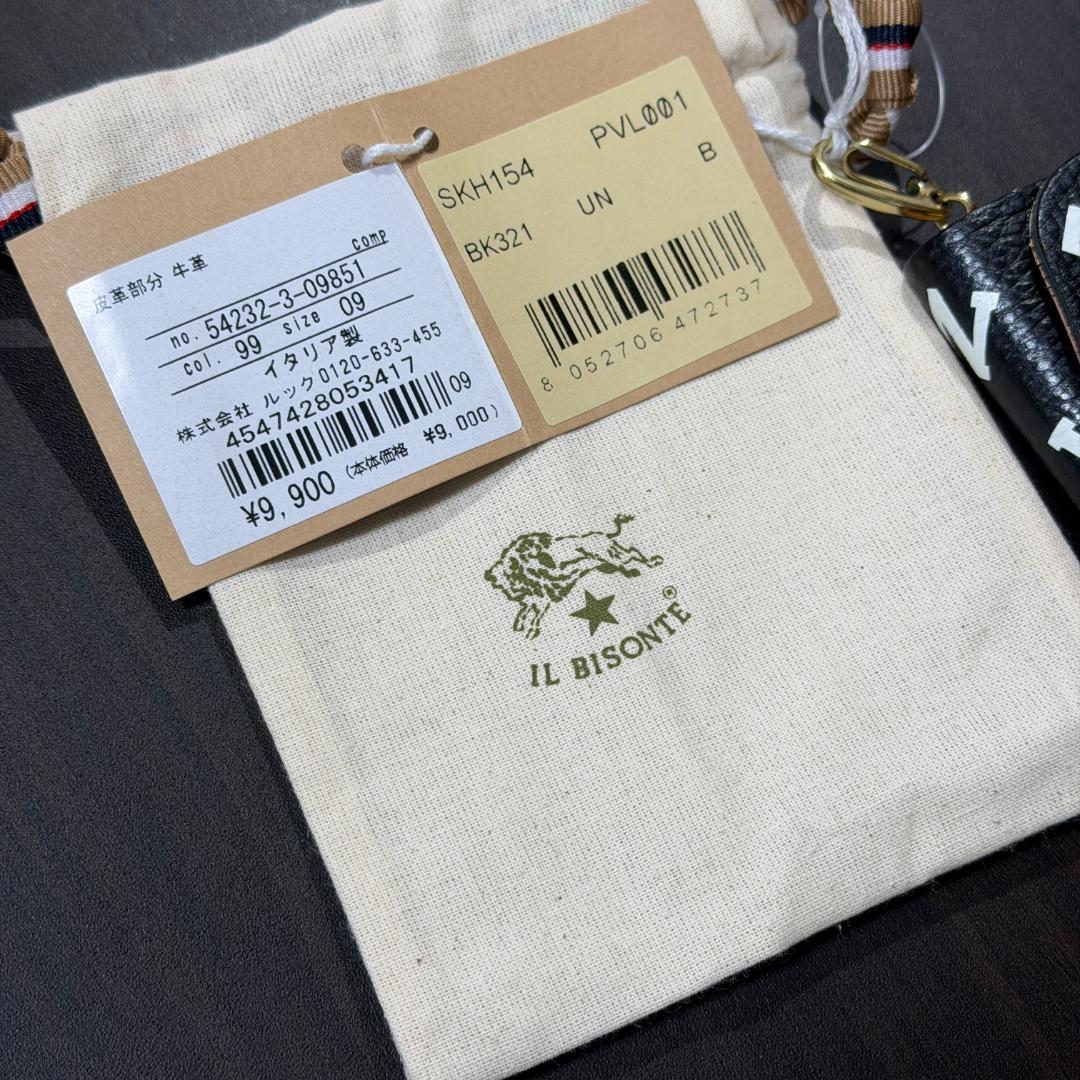 皮革部分 牛革
comp
no. 54232-3-09851
col. 99 size 09
イタリア製
株式会社 ルック 0120-633-455
4547428053417
09
¥9,900 (本体価格 ¥9,000)
SKH154 PVL001
BK321 UN B
8 052706 472737
IL BISONTE®
N